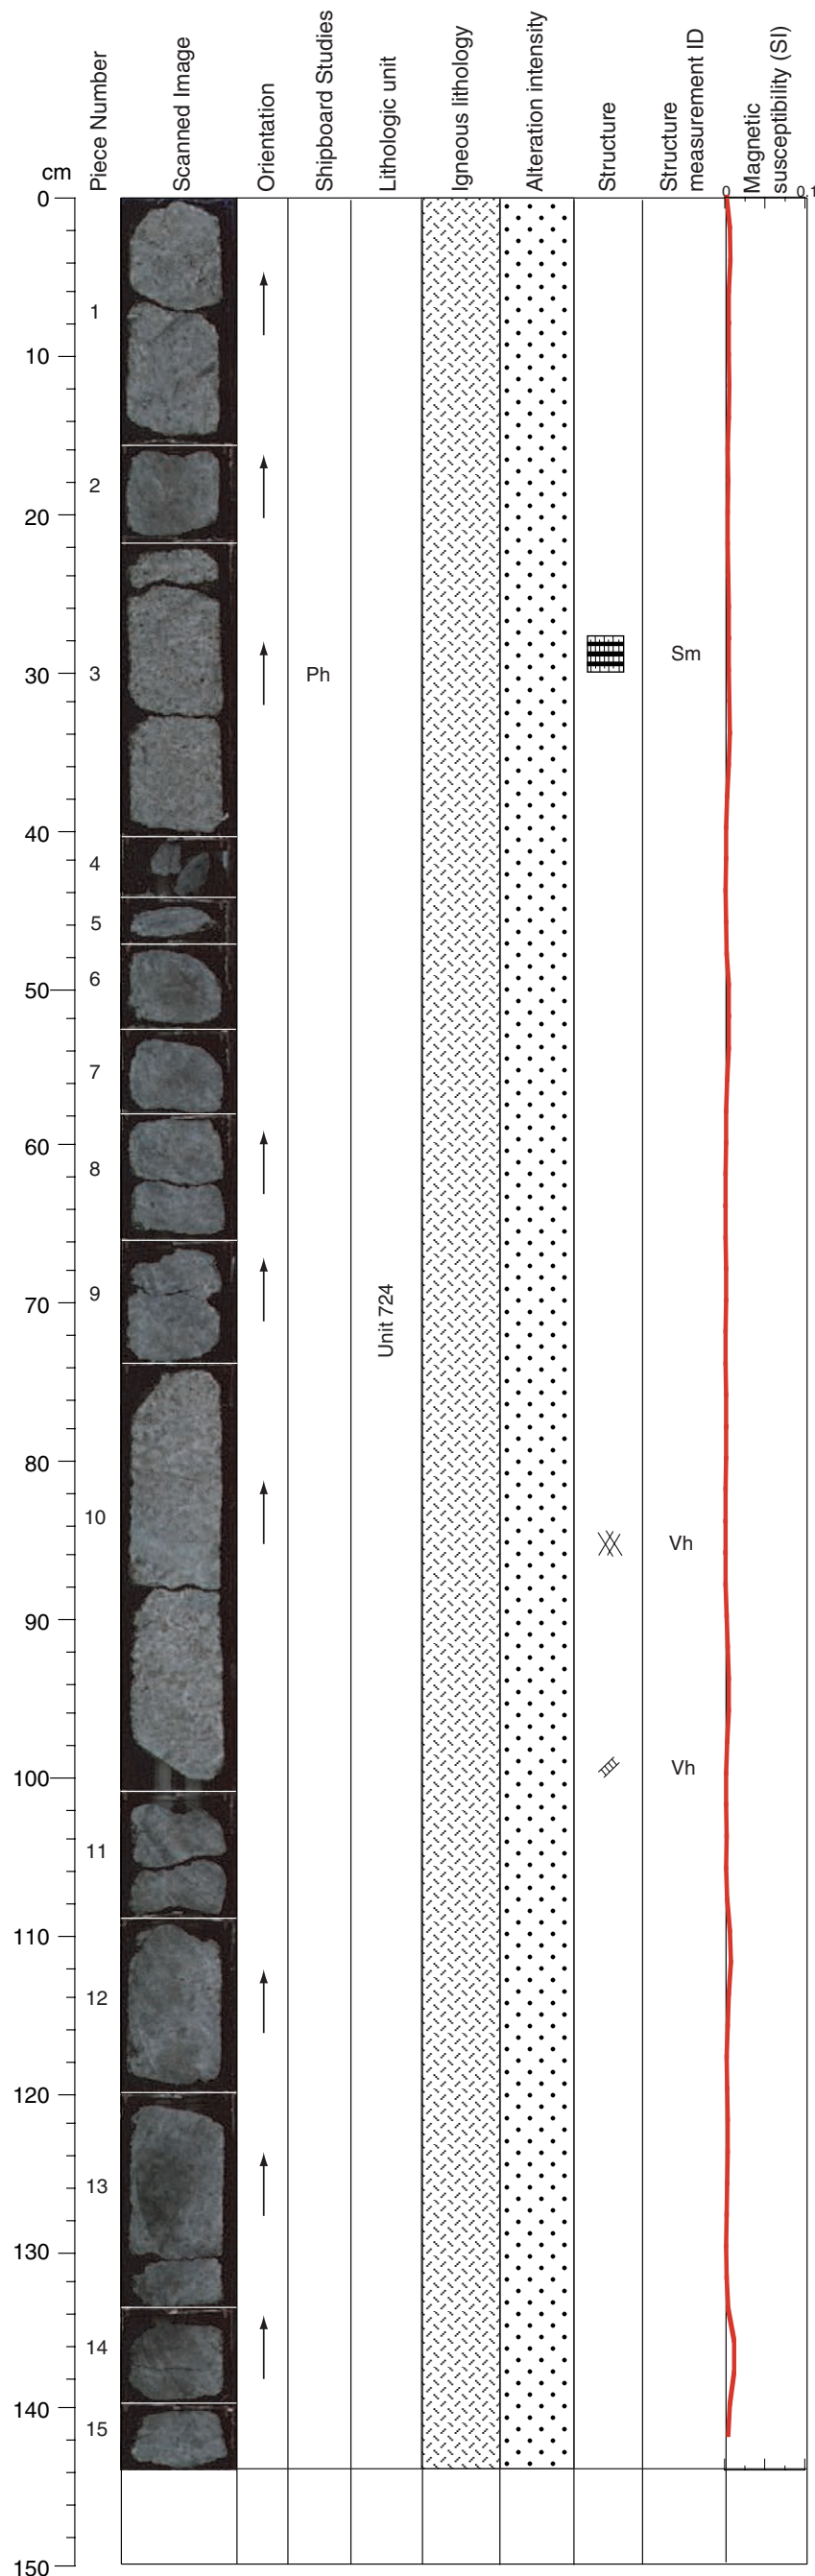 cm
Piece Number
Scanned Image
Orientation
Shipboard Studies
Lithologic unit
Igneous lithology
Alteration intensity
Structure
Structure
measurement ID
Magnetic
susceptibility (SI)
0
0.1
0
1
10
2
20
Sm
3
30
Ph
40
4
5
6
50
7
60
8
9
Unit 724
70
80
10
Vh
90
Vh
100
11
110
12
120
13
130
14
140
15
150